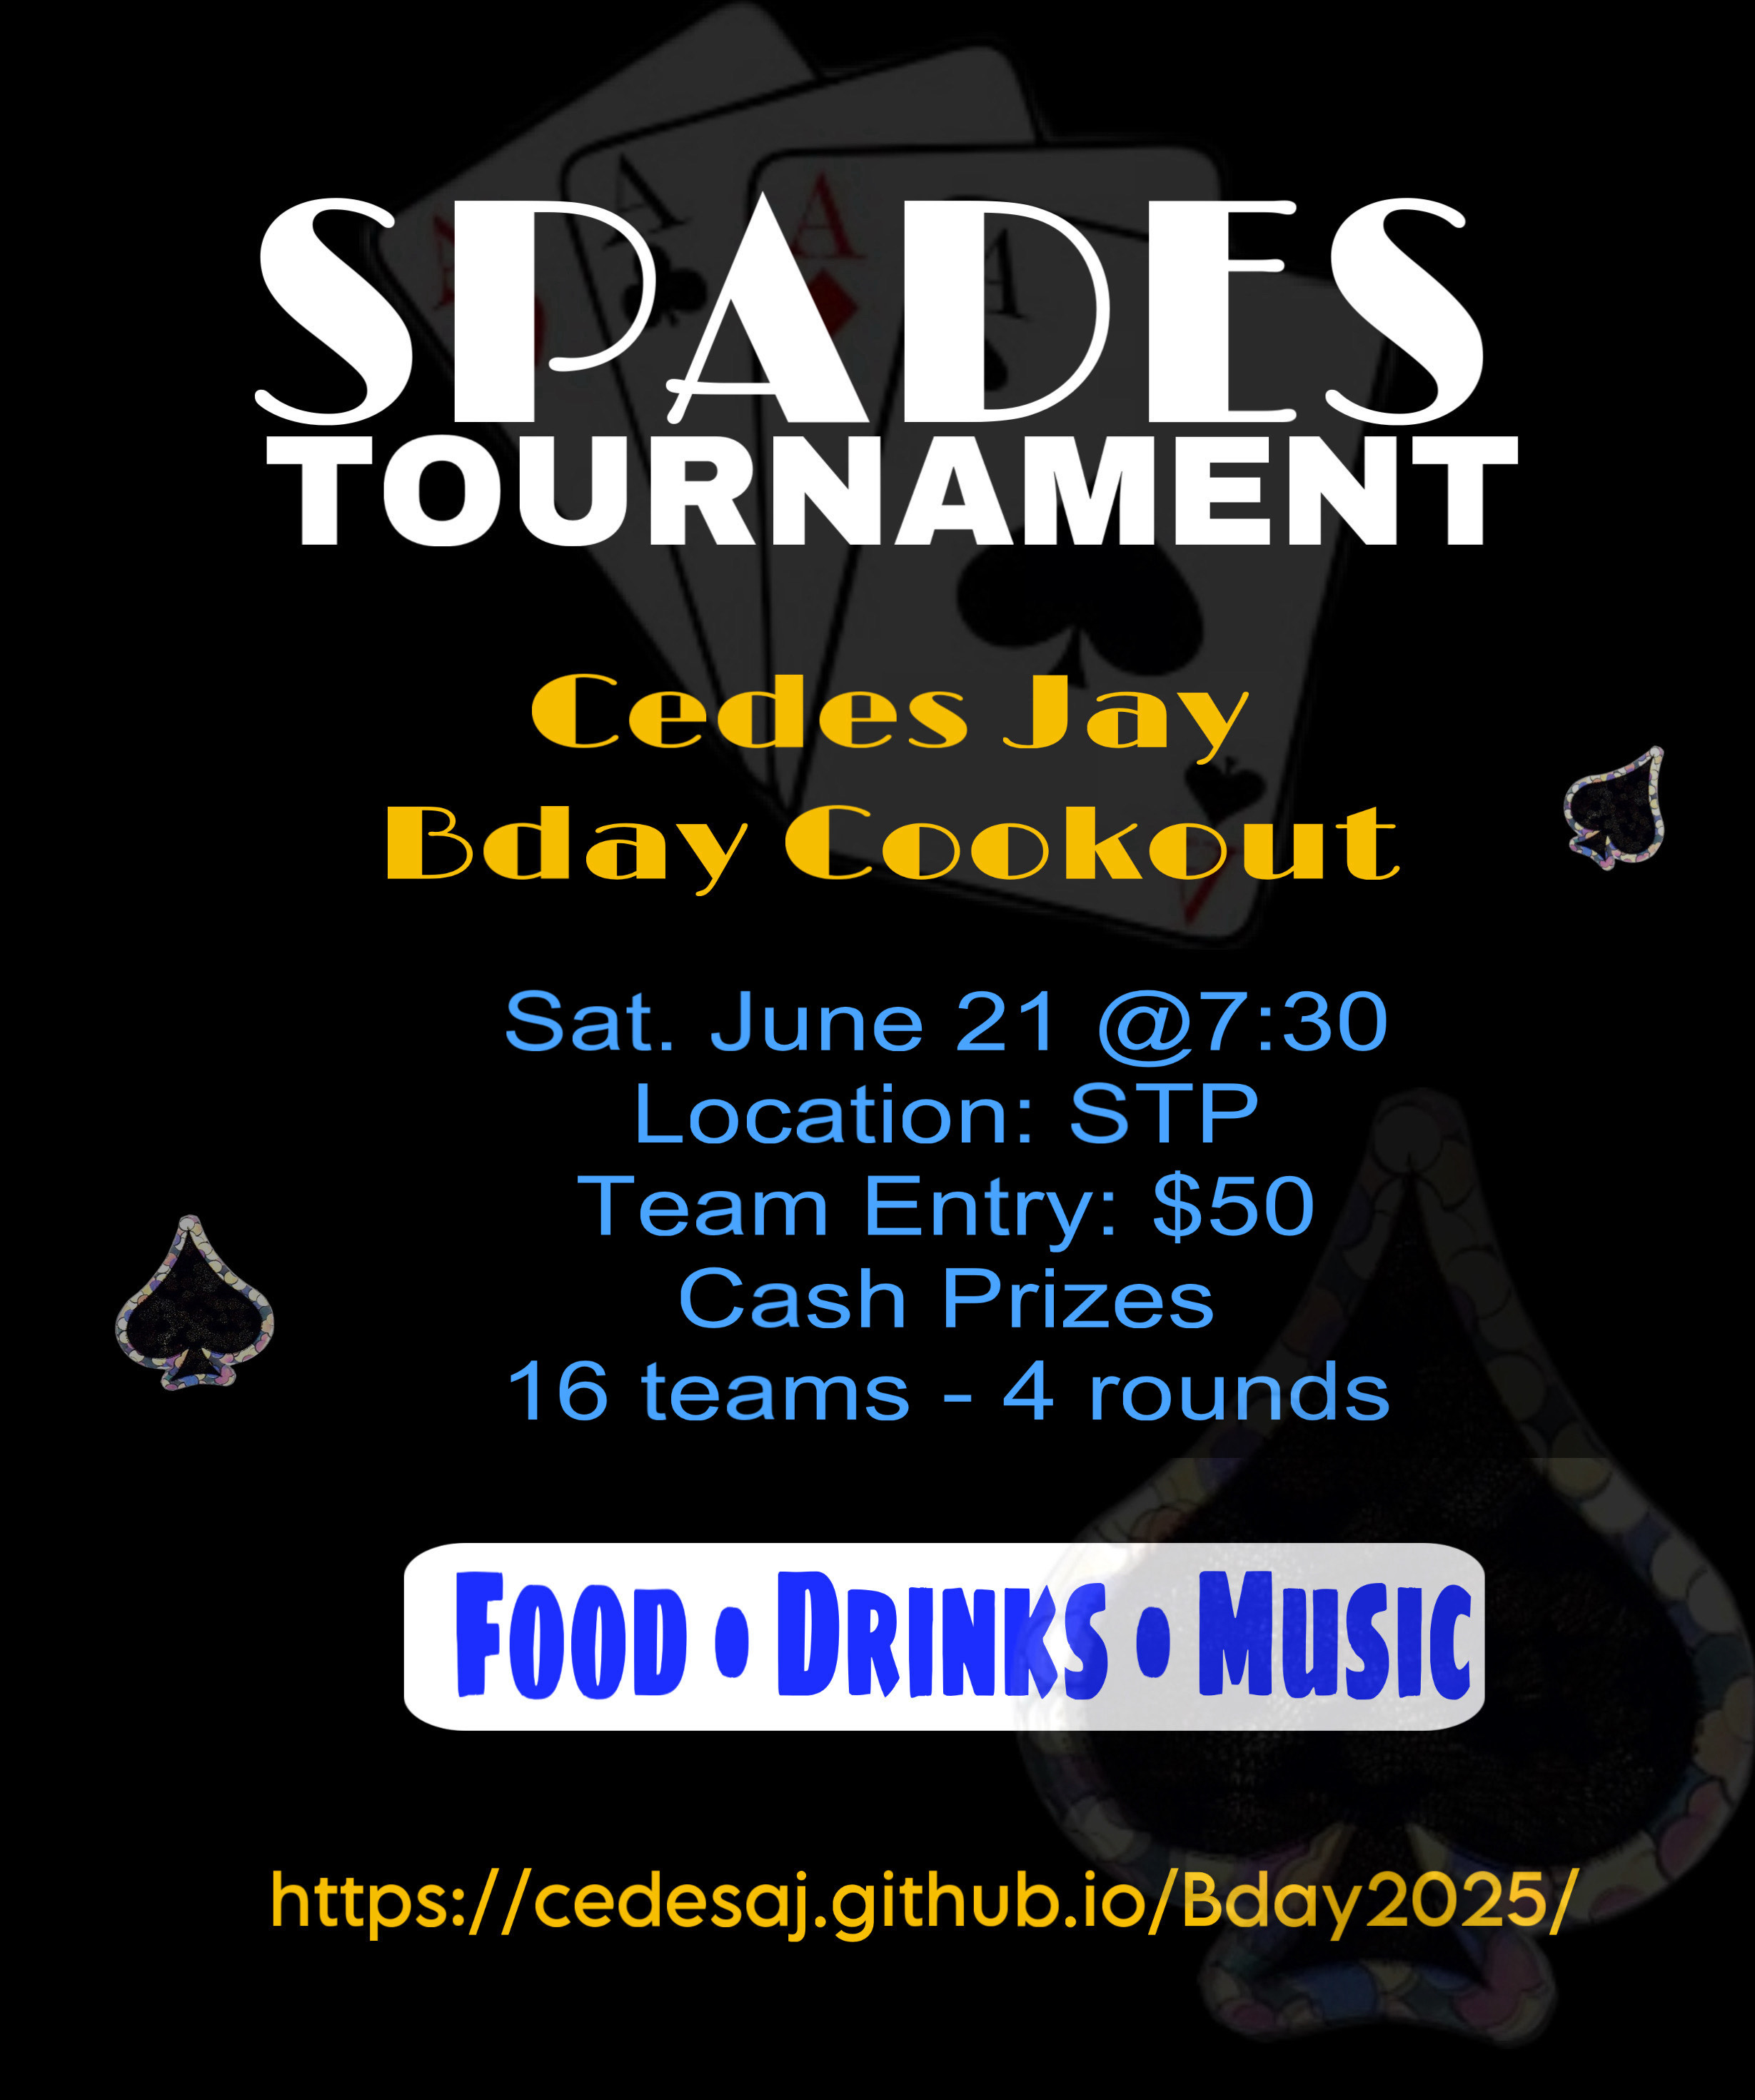 SPADES
TOURNAMENT
Cedes Jay
Bday Cookout
Sat. June 21 @7:30
Location: STP
Team Entry: $50
Cash Prizes
16 teams - 4 rounds
Food • Drinks • Music
https://cedesaj.github.io/Bday2025/